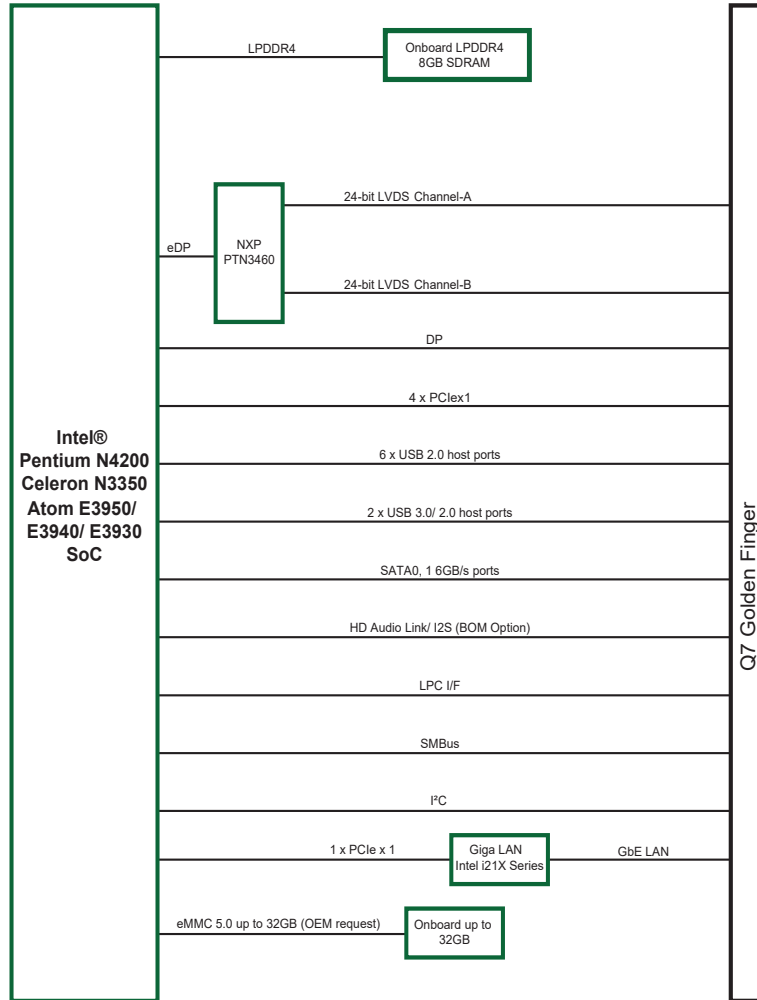 LPDDR4
Onboard LPDDR4
8GB SDRAM
24-bit LVDS Channel-A
eDP
NXP
PTN3460
24-bit LVDS Channel-B
DP
4 x PCIex1
Intel®
Pentium N4200
Celeron N3350
Atom E3950/
E3940/ E3930
SoC
6 x USB 2.0 host ports
2 x USB 3.0/ 2.0 host ports
SATA0, 1 6GB/s ports
HD Audio Link/ I2S (BOM Option)
LPC I/F
SMBus
I²C
1 x PCIe x 1
Giga LAN
Intel i21X Series
GbE LAN
eMMC 5.0 up to 32GB (OEM request)
Onboard up to
32GB
Q7 Golden Finger